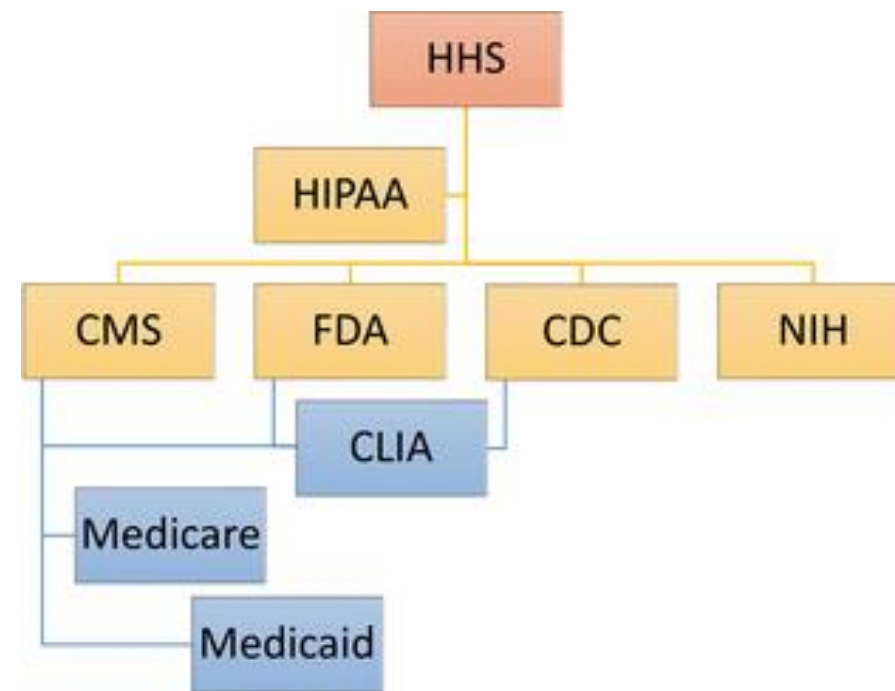 HHS
HIPAA
CMS
FDA
CDC
NIH
CLIA
Medicare
Medicaid